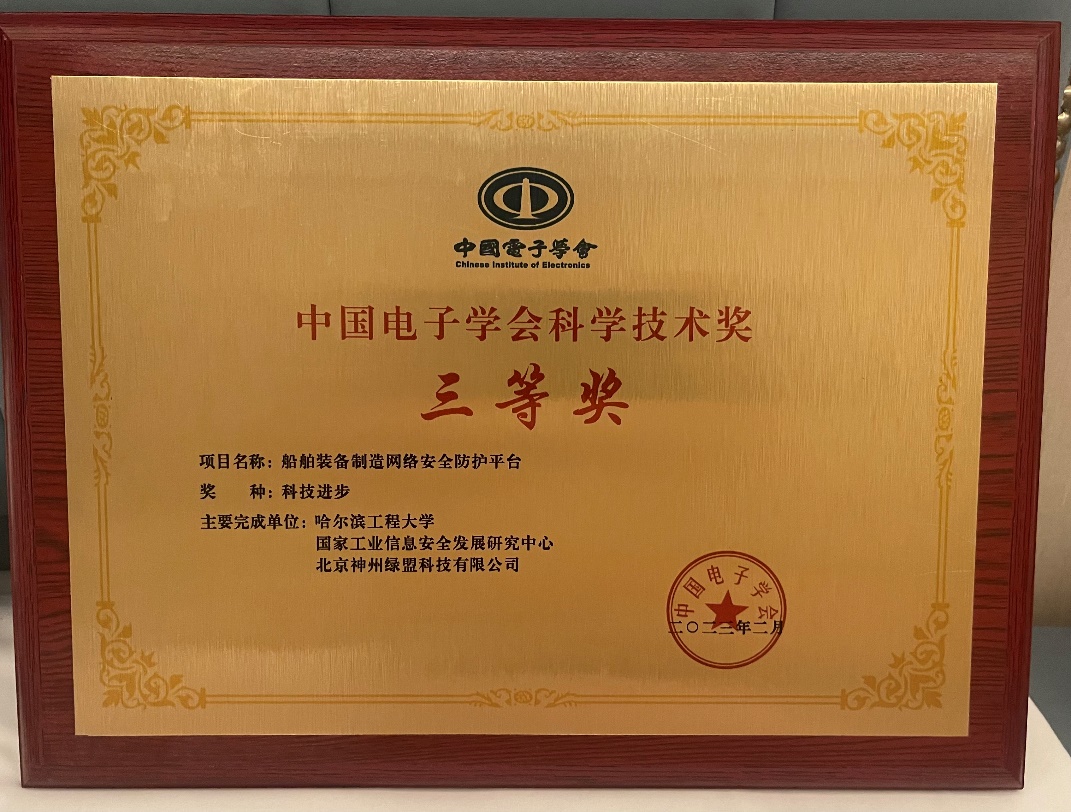 中國電子學會
Chinese Institute of Electronics
中国电子学会科学技术奖
三等奖
项目名称：船舶装备制造网络安全防护平台
奖　　种：科技进步
主要完成单位：哈尔滨工程大学
国家工业信息安全发展研究中心
北京神州绿盟科技有限公司
中国电子学会
二〇二三年二月